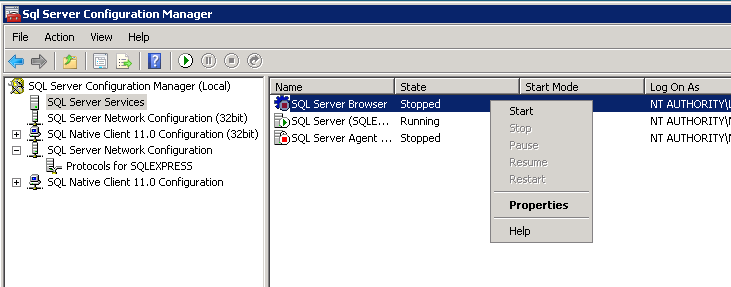 Sql Server Configuration Manager
File Action View Help
SQL Server Configuration Manager (Local)
SQL Server Services
SQL Server Network Configuration (32bit)
SQL Native Client 11.0 Configuration (32bit)
SQL Server Network Configuration
Protocols for SQLEXPRESS
SQL Native Client 11.0 Configuration
Name State Start Mode Log On As
SQL Server Browser Stopped NT AUTHORITY\L
SQL Server (SQLE... Running NT AUTHORITY\
SQL Server Agent ... Stopped NT AUTHORITY\
Start
Stop
Pause
Resume
Restart
Properties
Help